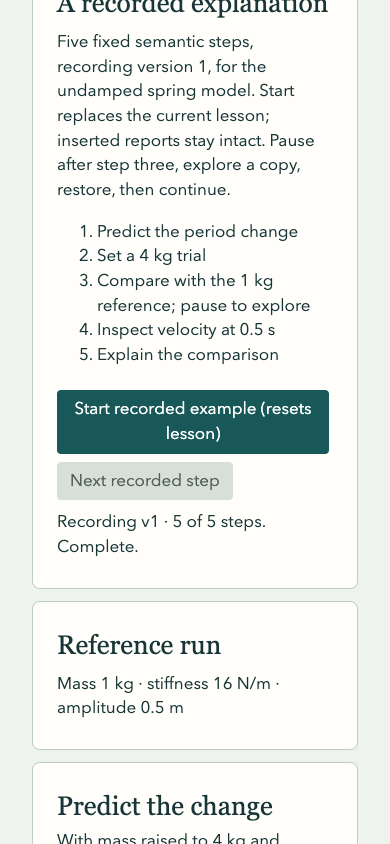 A recorded explanation
Five fixed semantic steps,
recording version 1, for the
undamped spring model. Start
replaces the current lesson;
inserted reports stay intact. Pause
after step three, explore a copy,
restore, then continue.
1. Predict the period change
2. Set a 4 kg trial
3. Compare with the 1 kg
reference; pause to explore
4. Inspect velocity at 0.5 s
5. Explain the comparison
Start recorded example (resets
lesson)
Next recorded step
Recording v1 · 5 of 5 steps.
Complete.
Reference run
Mass 1 kg · stiffness 16 N/m ·
amplitude 0.5 m
Predict the change
With mass raised to 4 kg and